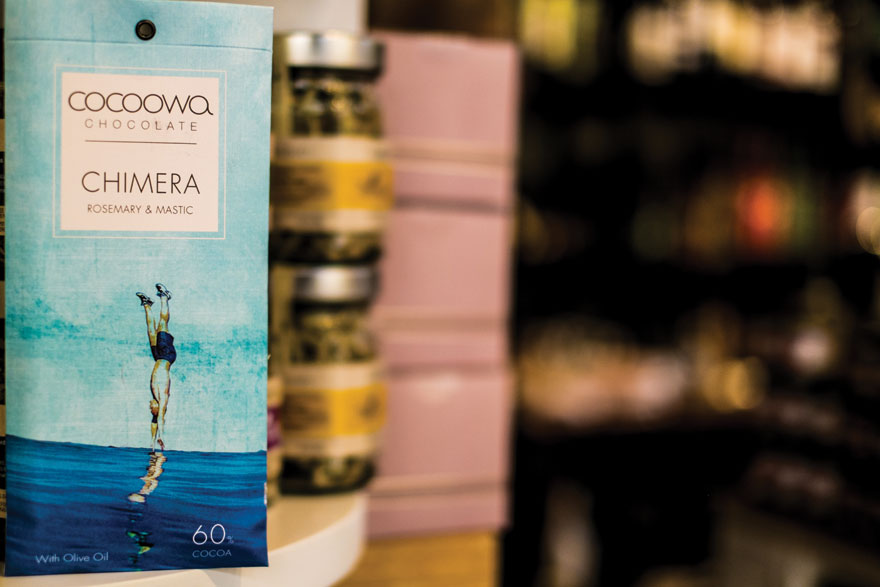 COCOOWA
CHOCOLATE
CHIMERA
ROSEMARY & MASTIC
With Olive Oil
60%
COCOA